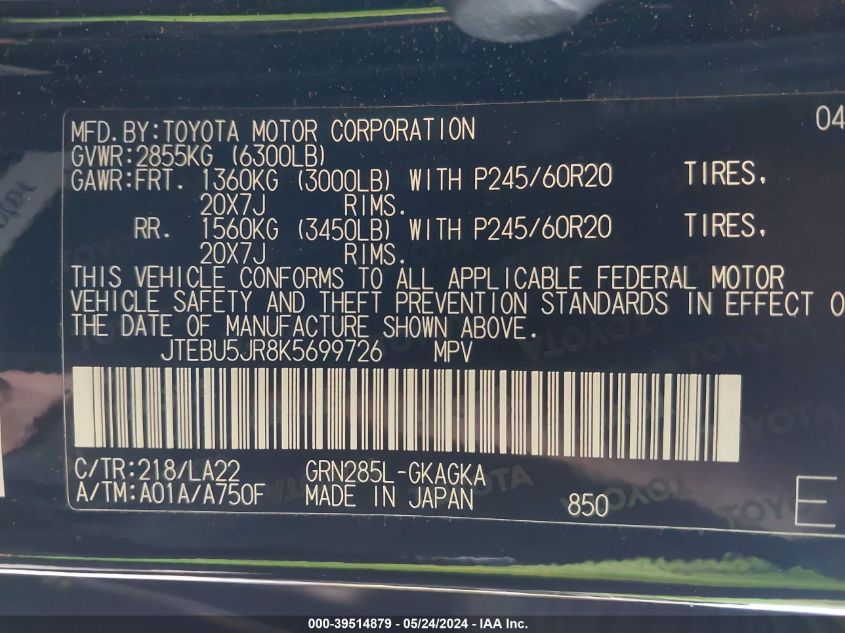 04
MFD.BY:TOYOTA MOTOR CORPORATION
GVWR:2855KG (6300LB)
GAWR:FRT. 1360KG (3000LB) WITH P245/60R20 TIRES,
20X7J RIMS.
RR. 1560KG (3450LB) WITH P245/60R20 TIRES,
20X7J RIMS.
THIS VEHICLE CONFORMS TO ALL APPLICABLE FEDERAL MOTOR
VEHICLE SAFETY AND THEFT PREVENTION STANDARDS IN EFFECT O
THE DATE OF MANUFACTURE SHOWN ABOVE.
JTEBU5JR8K5699726 MPV
C/TR:218/LA22 GRN285L-GKAGKA
A/TM:A01A/A750F MADE IN JAPAN 850 E
000-39514879 - 05/24/2024 - IAA Inc.